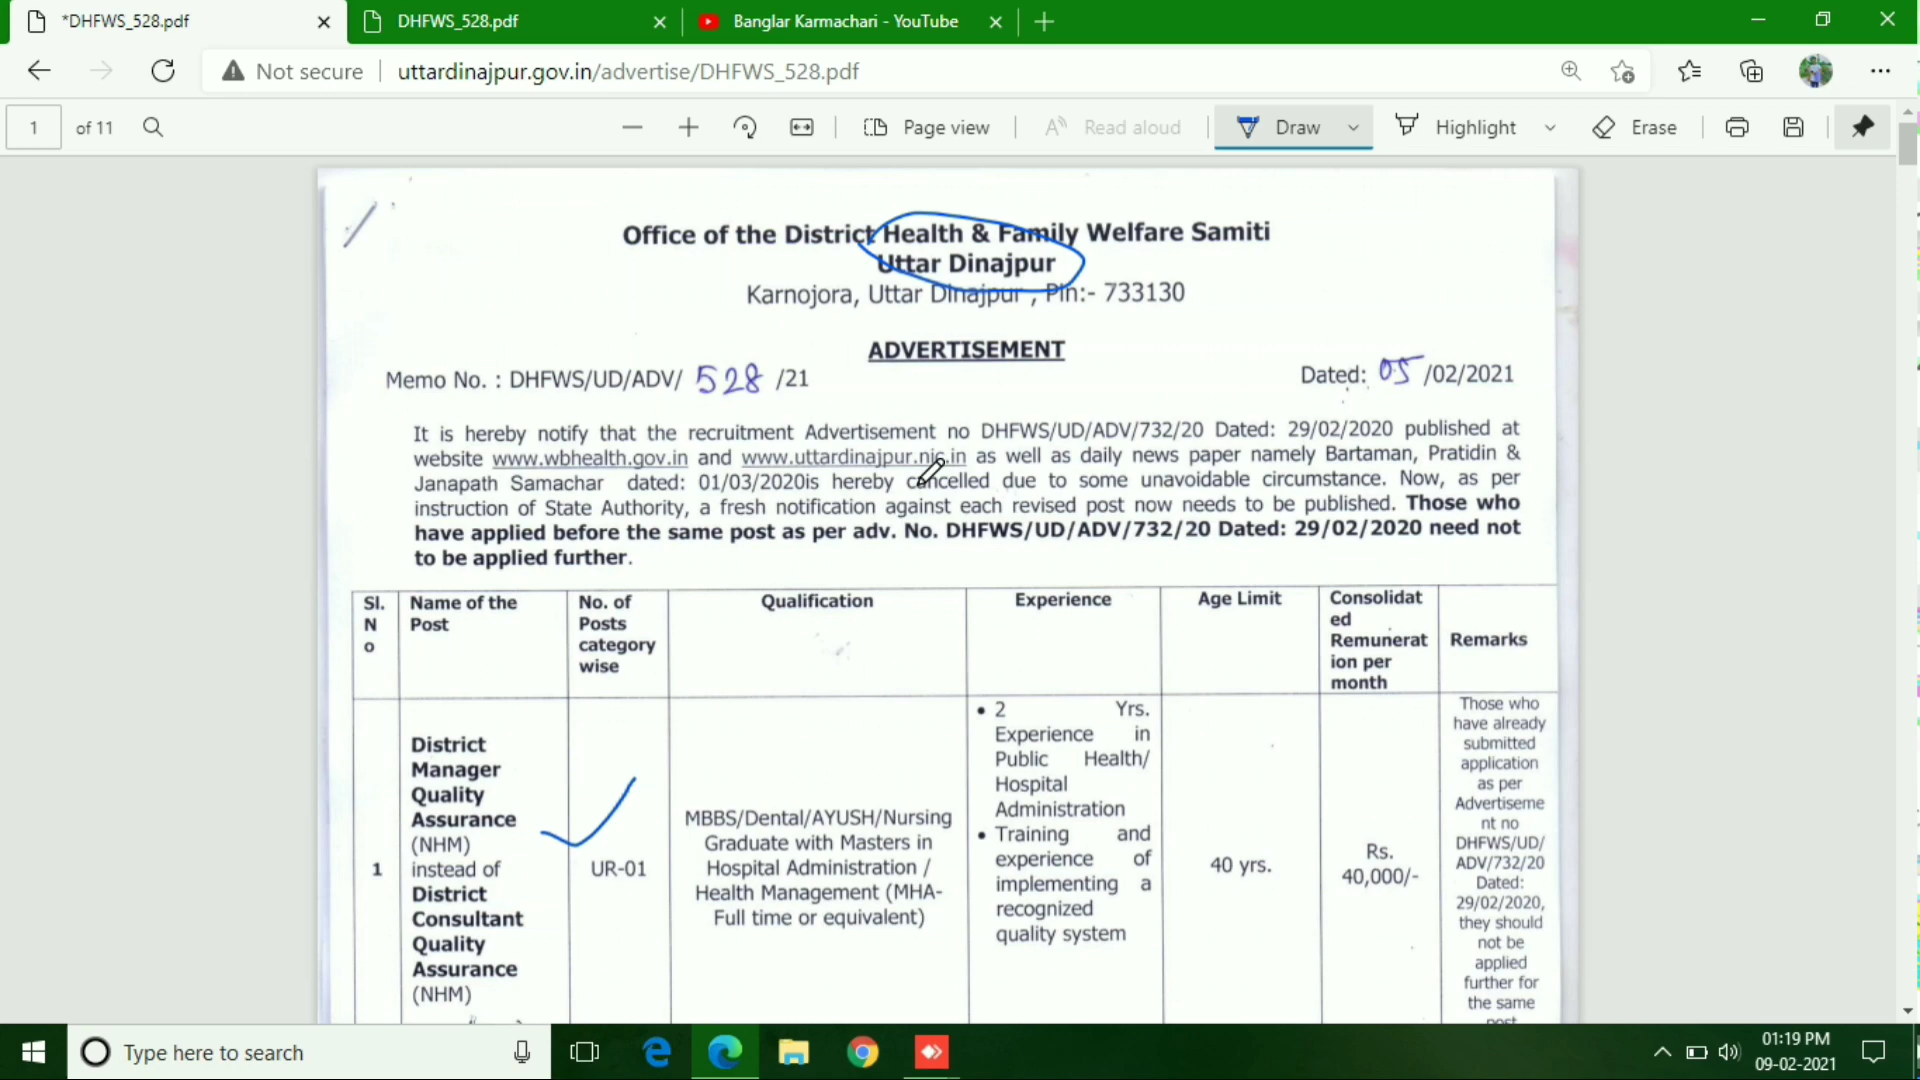 *DHFWS_528.pdf
DHFWS_528.pdf
Banglar Karmachari - YouTube
Not secure
uttardinajpur.gov.in/advertise/DHFWS_528.pdf
1
of 11
Page view
Read aloud
Draw
Highlight
Erase
Office of the District Health & Family Welfare Samiti
Uttar Dinajpur
Karnojora, Uttar Dinajpur , Pin:- 733130
ADVERTISEMENT
Memo No. : DHFWS/UD/ADV/ 528 /21
Dated: 05 /02/2021
It is hereby notify that the recruitment Advertisement no DHFWS/UD/ADV/732/20 Dated: 29/02/2020 published at
website www.wbhealth.gov.in and www.uttardinajpur.nic.in as well as daily news paper namely Bartaman, Pratidin &
Janapath Samachar dated: 01/03/2020is hereby cancelled due to some unavoidable circumstance. Now, as per
instruction of State Authority, a fresh notification against each revised post now needs to be published. Those who
have applied before the same post as per adv. No. DHFWS/UD/ADV/732/20 Dated: 29/02/2020 need not
to be applied further.
Sl.
N
o
Name of the
Post
No. of
Posts
category
wise
Qualification
Experience
Age Limit
Consolidat
ed
Remunerat
ion per
month
Remarks
1
District
Manager
Quality
Assurance
(NHM)
instead of
District
Consultant
Quality
Assurance
(NHM)
UR-01
MBBS/Dental/AYUSH/Nursing
Graduate with Masters in
Hospital Administration /
Health Management (MHA-
Full time or equivalent)
• 2 Yrs.
Experience in
Public Health/
Hospital
Administration
• Training and
experience of
implementing a
recognized
quality system
40 yrs.
Rs.
40,000/-
Those who
have already
submitted
application
as per
Advertiseme
nt no
DHFWS/UD/
ADV/732/20
Dated:
29/02/2020,
they should
not be
applied
further for
the same
post
Type here to search
01:19 PM
09-02-2021